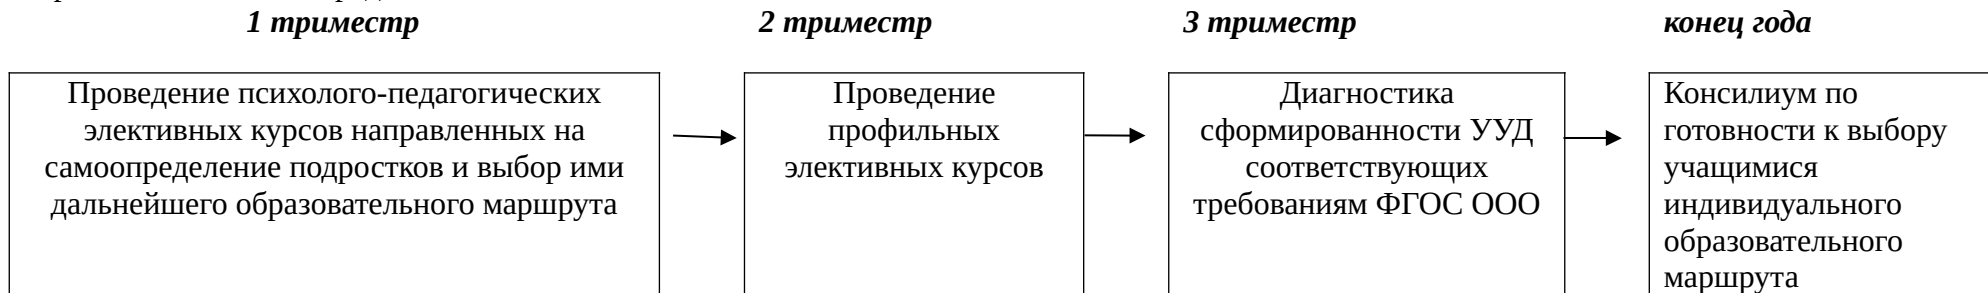 1 триместр
2 триместр
3 триместр
конец года
Проведение психолого-педагогических
элективных курсов направленных на
самоопределение подростков и выбор ими
дальнейшего образовательного маршрута
Проведение
профильных
элективных курсов
Диагностика
сформированности УУД
соответствующих
требованиям ФГОС ООО
Консилиум по
готовности к выбору
учащимися
индивидуального
образовательного
маршрута